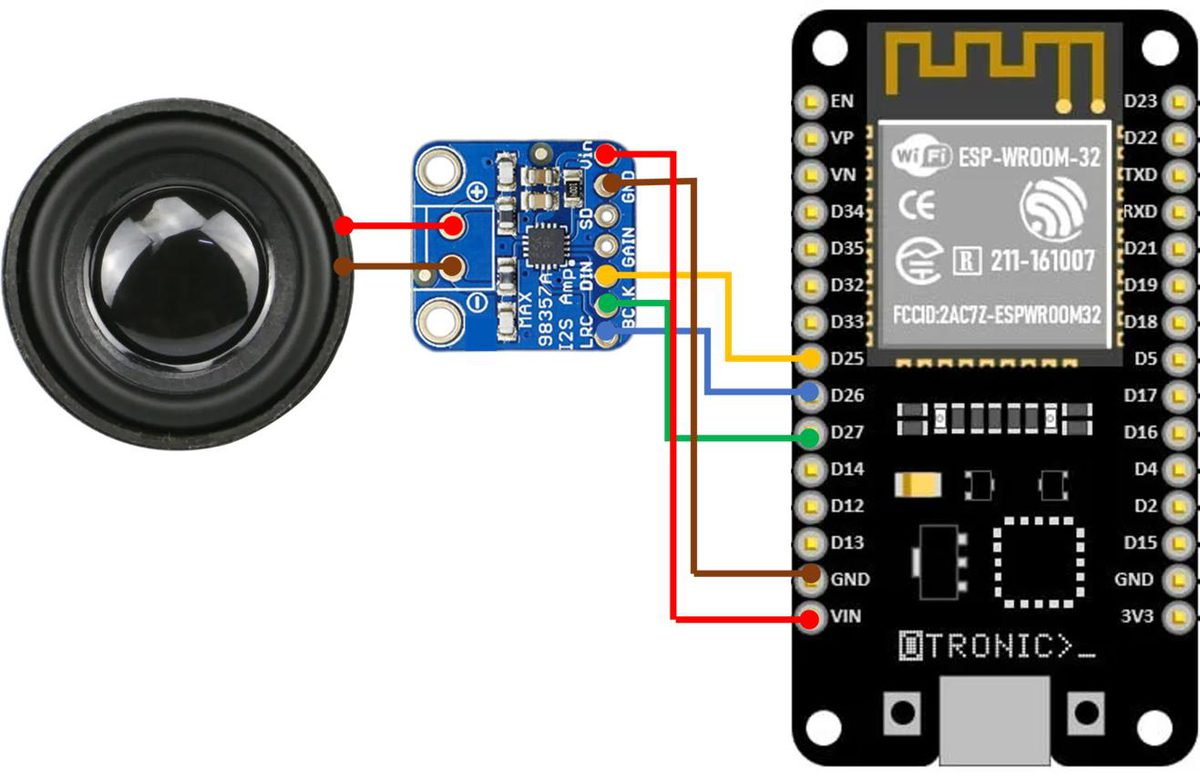 +
−
Vin
GND
SD
GAIN
DIN
BCLK
LRC
MAX
98357A
I2S Amp
EN
VP
VN
D34
D35
D32
D33
D25
D26
D27
D14
D12
D13
GND
VIN
WiFi ESP-WROOM-32
CE
R 211-161007
FCCID:2AC7Z-ESPWROOM32
D23
D22
TXD
RXD
D21
D19
D18
D5
D17
D16
D4
D2
D15
GND
3V3
OTRONIC>_